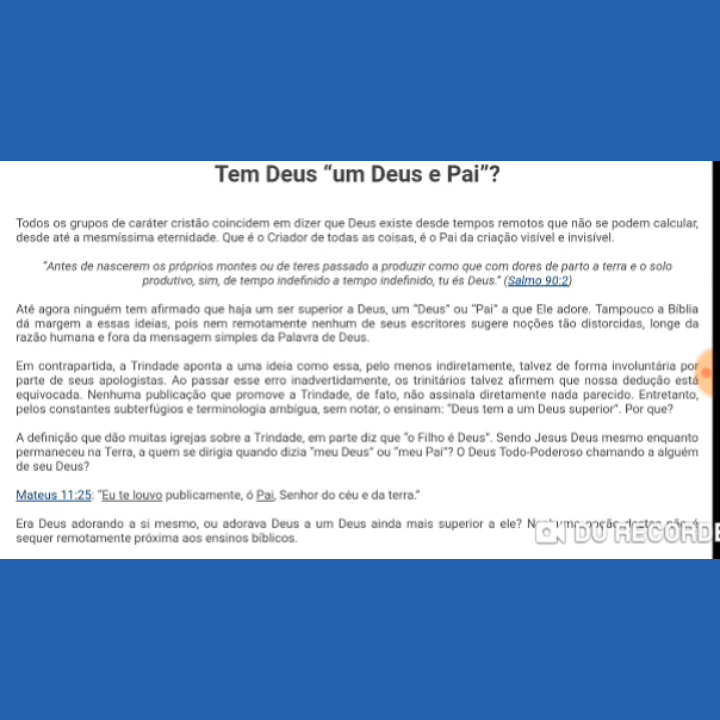 Tem Deus “um Deus e Pai”?
Todos os grupos de caráter cristão coincidem em dizer que Deus existe desde tempos remotos que não se podem calcular,
desde até a mesmíssima eternidade. Que é o Criador de todas as coisas, é o Pai da criação visível e invisível.
"Antes de nascerem os próprios montes ou de teres passado a produzir como que com dores de parto a terra e o solo
produtivo, sim, de tempo indefinido a tempo indefinido, tu és Deus." (Salmo 90:2)
Até agora ninguém tem afirmado que haja um ser superior a Deus, um "Deus" ou "Pai" a que Ele adore. Tampouco a Bíblia
dá margem a essas ideias, pois nem remotamente nenhum de seus escritores sugere noções tão distorcidas, longe da
razão humana e fora da mensagem simples da Palavra de Deus.
Em contrapartida, a Trindade aponta a uma ideia como essa, pelo menos indiretamente, talvez de forma involuntária por
parte de seus apologistas. Ao passar esse erro inadvertidamente, os trinitários talvez afirmem que nossa dedução está
equivocada. Nenhuma publicação que promove a Trindade, de fato, não assinala diretamente nada parecido. Entretanto,
pelos constantes subterfúgios e terminologia ambígua, sem notar, o ensinam: "Deus tem a um Deus superior". Por que?
A definição que dão muitas igrejas sobre a Trindade, em parte diz que "o Filho é Deus". Sendo Jesus Deus mesmo enquanto
permaneceu na Terra, a quem se dirigia quando dizia "meu Deus" ou "meu Pai"? O Deus Todo-Poderoso chamando a alguém
de seu Deus?
Mateus 11:25: "Eu te louvo publicamente, ó Pai, Senhor do céu e da terra."
Era Deus adorando a si mesmo, ou adorava Deus a um Deus ainda mais superior a ele?
sequer remotamente próxima aos ensinos bíblicos.
DU RECORDE